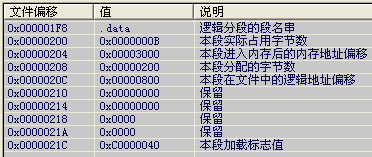 文件偏移 值 说明
0x000001F8 .data 逻辑分段的段名串
0x00000200 0x0000000B 本段实际占用字节数
0x00000204 0x00003000 本段进入内存后的内存地址偏移
0x00000208 0x00000200 本段分配的字节数
0x0000020C 0x00000800 本段在文件中的逻辑地址偏移
0x00000210 0x00000000 保留
0x00000214 0x00000000 保留
0x00000218 0x0000 保留
0x0000021A 0x0000 保留
0x0000021C 0xC0000040 本段加载标志值